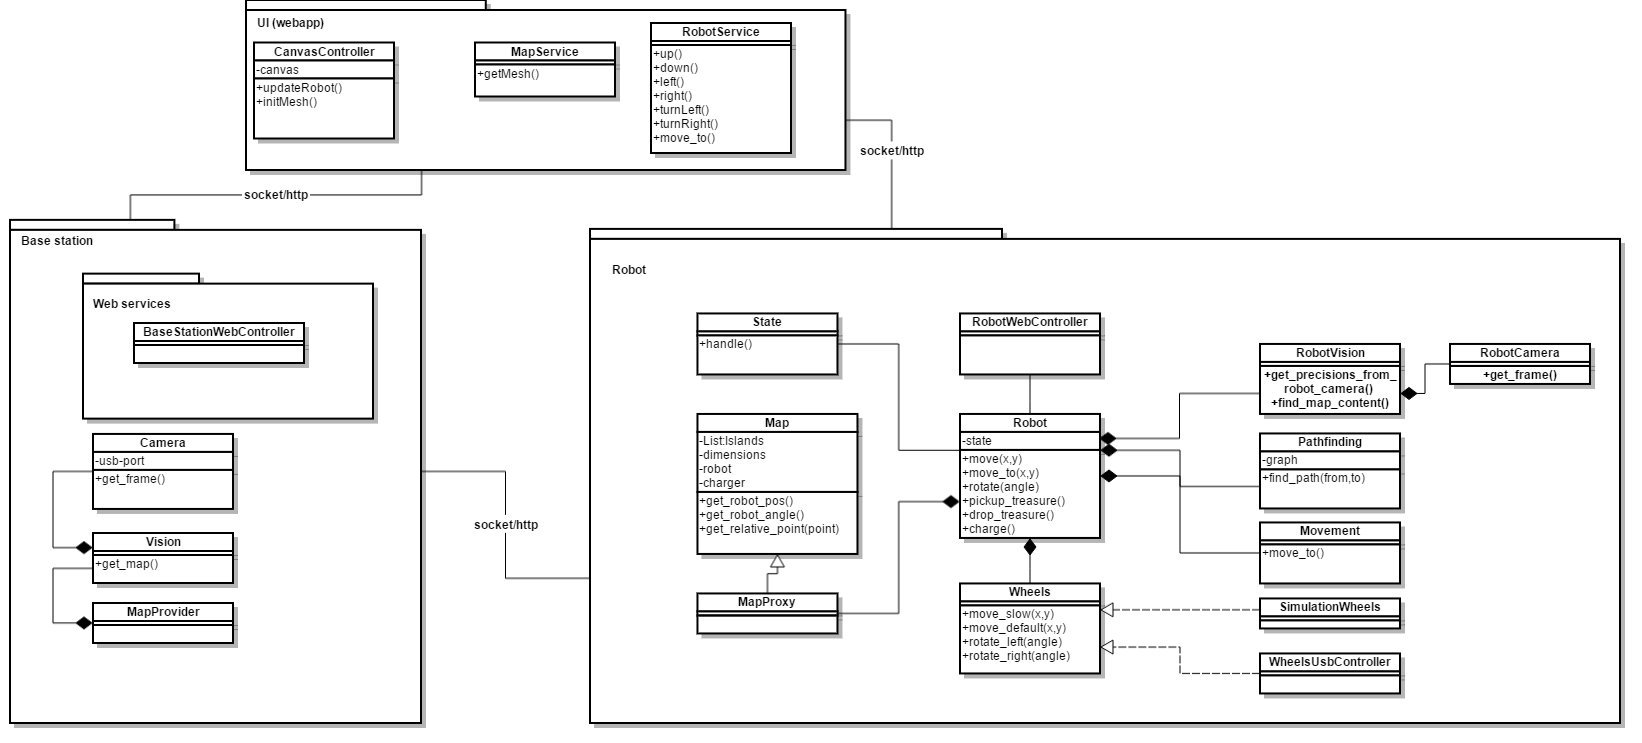 UI (webapp)
CanvasController
-canvas
+updateRobot()
+initMesh()
MapService
+getMesh()
RobotService
+up()
+down()
+left()
+right()
+turnLeft()
+turnRight()
+move_to()
socket/http
socket/http
Base station
Web services
BaseStationWebController
Camera
-usb-port
+get_frame()
Vision
+get_map()
MapProvider
socket/http
Robot
State
+handle()
Map
-List:Islands
-dimensions
-robot
-charger
+get_robot_pos()
+get_robot_angle()
+get_relative_point(point)
MapProxy
RobotWebController
Robot
-state
+move(x,y)
+move_to(x,y)
+rotate(angle)
+pickup_treasure()
+drop_treasure()
+charge()
Wheels
+move_slow(x,y)
+move_default(x,y)
+rotate_left(angle)
+rotate_right(angle)
RobotVision
+get_precisions_from_
robot_camera()
+find_map_content()
RobotCamera
+get_frame()
Pathfinding
-graph
+find_path(from,to)
Movement
+move_to()
SimulationWheels
WheelsUsbController